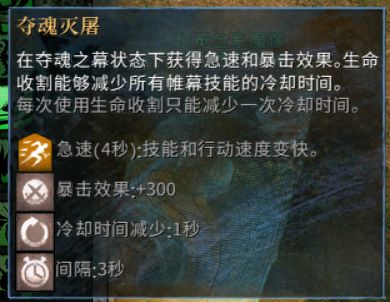 夺魂灭屠
在夺魂之幕状态下获得急速和暴击效果。生命
收割能够减少所有帷幕技能的冷却时间。
每次使用生命收割只能减少一次冷却时间。
急速(4秒):技能和行动速度变快。
暴击效果:+300
冷却时间减少:1秒
间隔:3秒